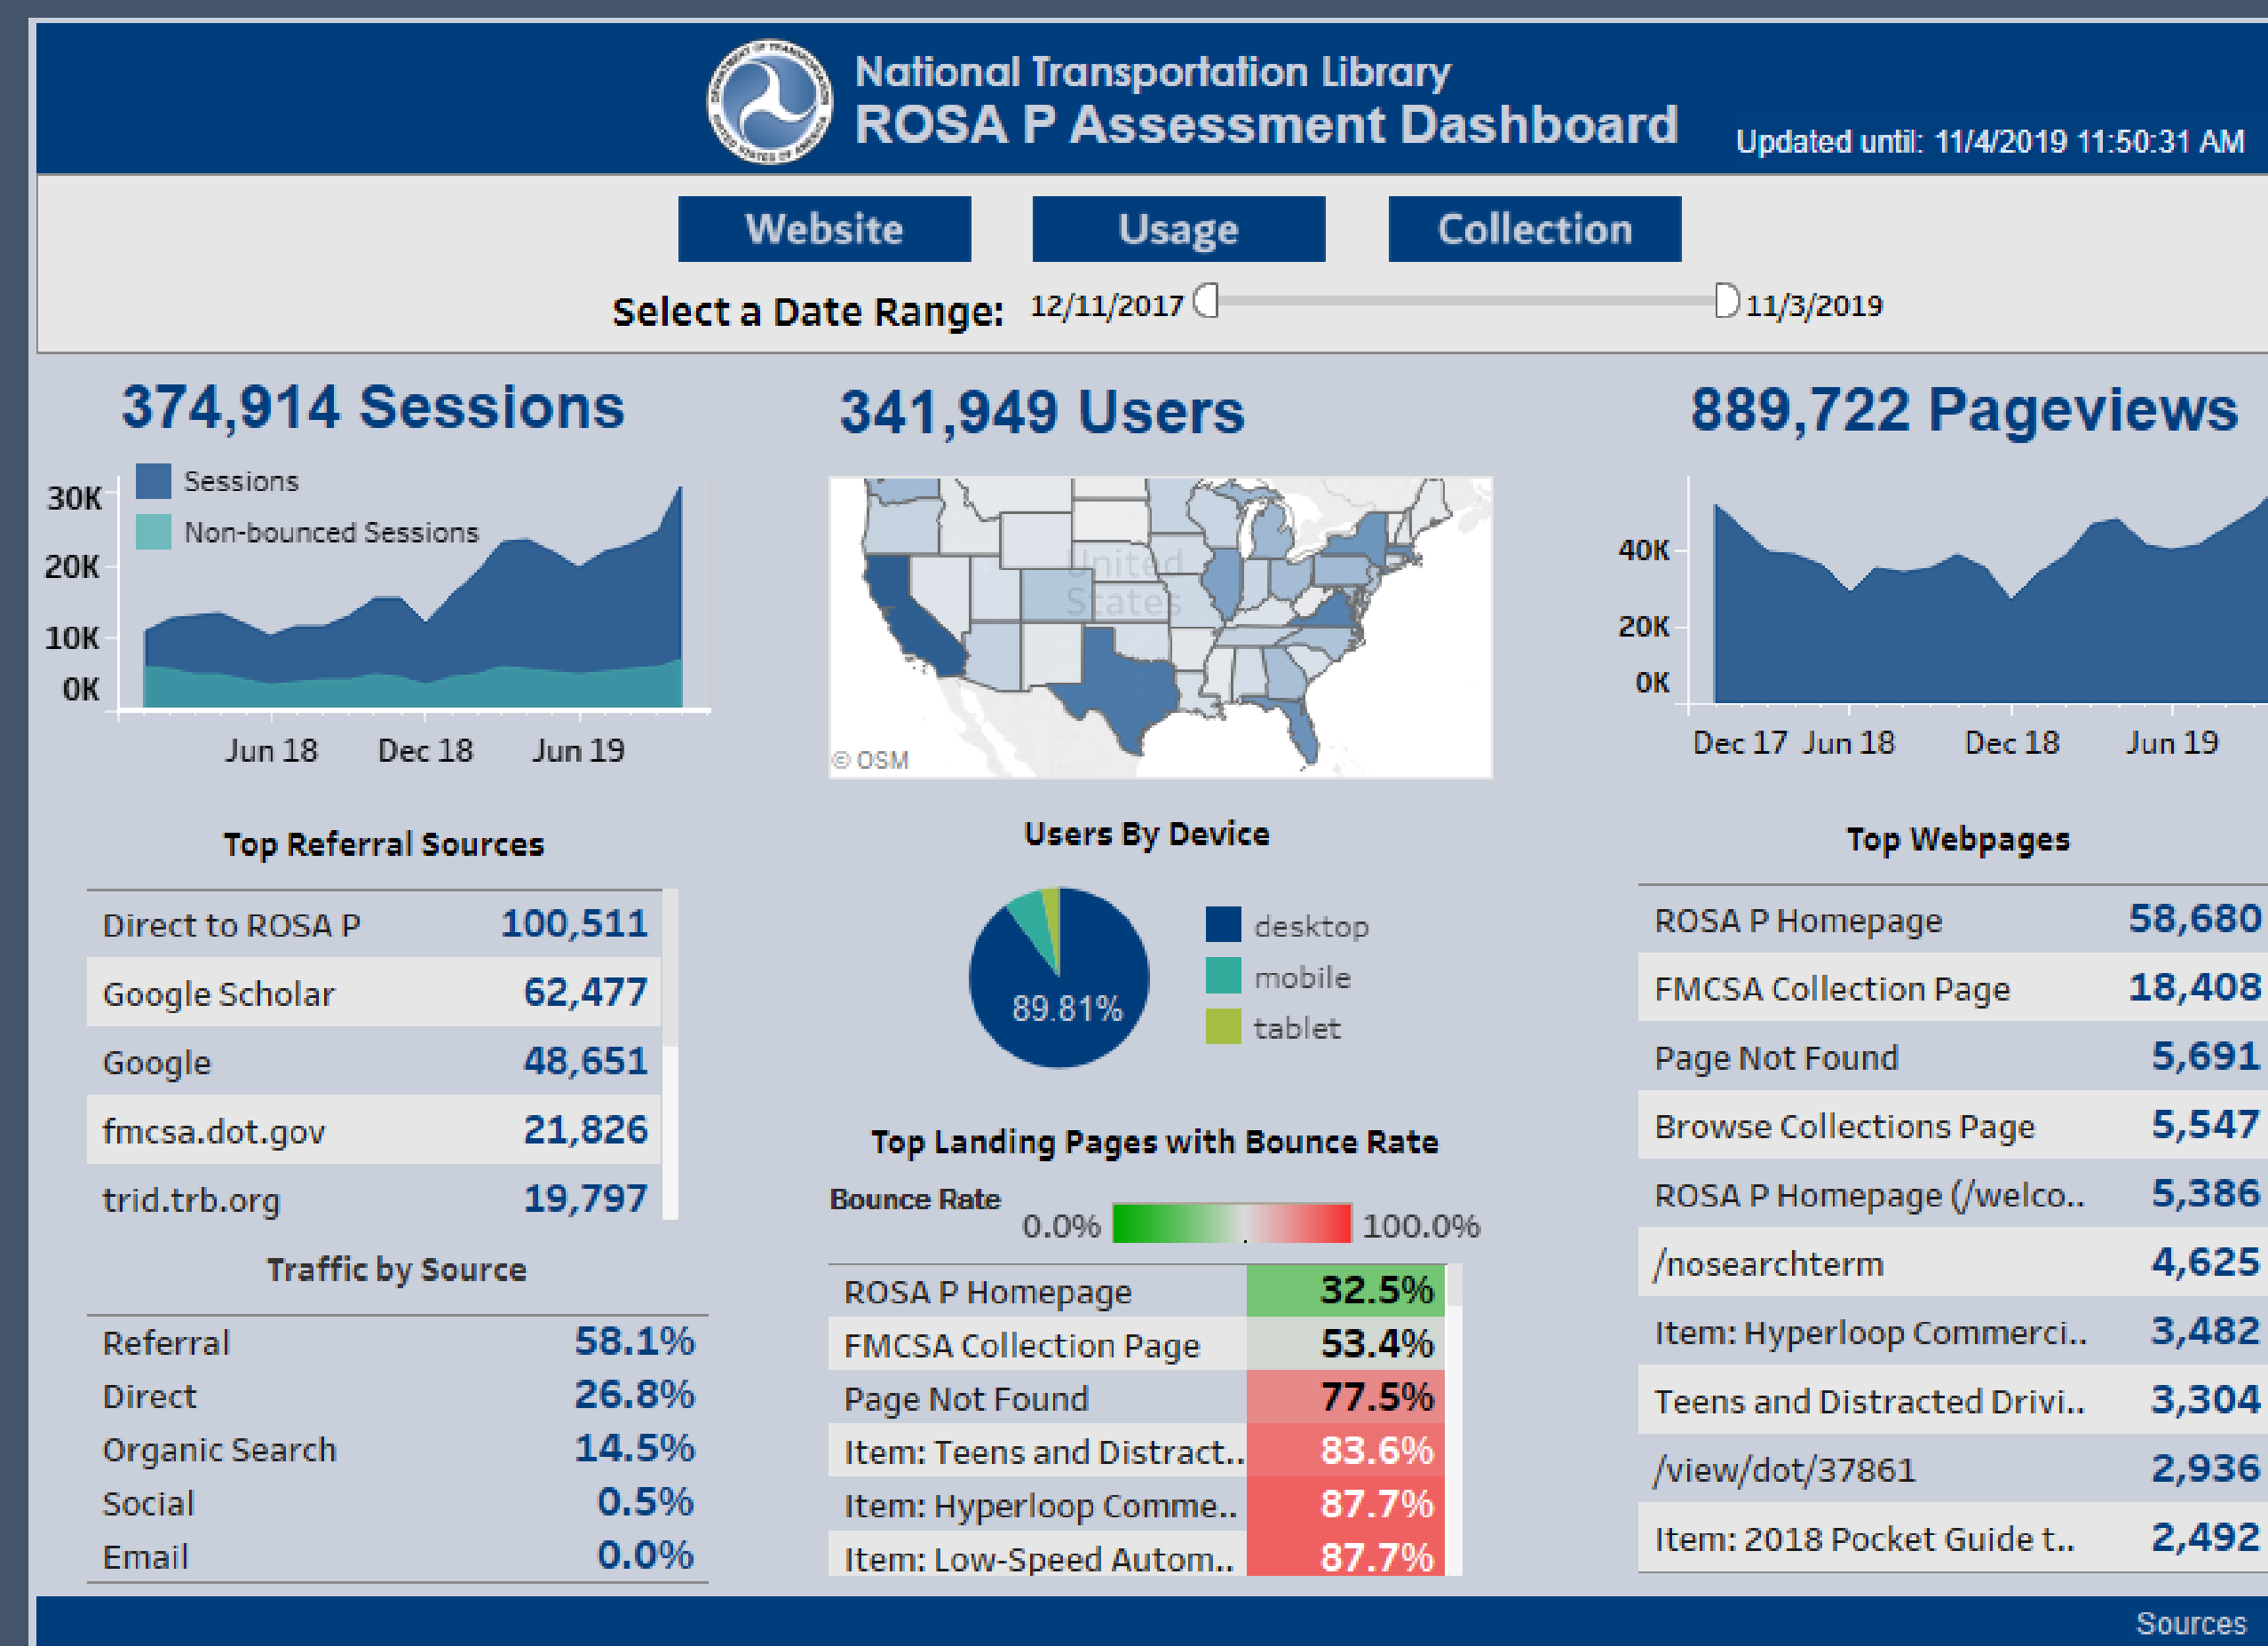 National Transportation Library
ROSA P Assessment Dashboard
Updated until: 11/4/2019 11:50:31 AM
Website
Usage
Collection
Select a Date Range:
12/11/2017
11/3/2019
374,914 Sessions
Sessions
Non-bounced Sessions
30K
20K
10K
0K
Jun 18
Dec 18
Jun 19
Top Referral Sources
Direct to ROSA P 100,511
Google Scholar 62,477
Google 48,651
fmcsa.dot.gov 21,826
trid.trb.org 19,797
Traffic by Source
Referral 58.1%
Direct 26.8%
Organic Search 14.5%
Social 0.5%
Email 0.0%
341,949 Users
United
States
© OSM
Users By Device
89.81%
desktop
mobile
tablet
Top Landing Pages with Bounce Rate
Bounce Rate
0.0%
100.0%
ROSA P Homepage 32.5%
FMCSA Collection Page 53.4%
Page Not Found 77.5%
Item: Teens and Distract.. 83.6%
Item: Hyperloop Comme.. 87.7%
Item: Low-Speed Autom.. 87.7%
889,722 Pageviews
40K
20K
0K
Dec 17
Jun 18
Dec 18
Jun 19
Top Webpages
ROSA P Homepage 58,680
FMCSA Collection Page 18,408
Page Not Found 5,691
Browse Collections Page 5,547
ROSA P Homepage (/welco.. 5,386
/nosearchterm 4,625
Item: Hyperloop Commerci.. 3,482
Teens and Distracted Drivi.. 3,304
/view/dot/37861 2,936
Item: 2018 Pocket Guide t.. 2,492
Sources